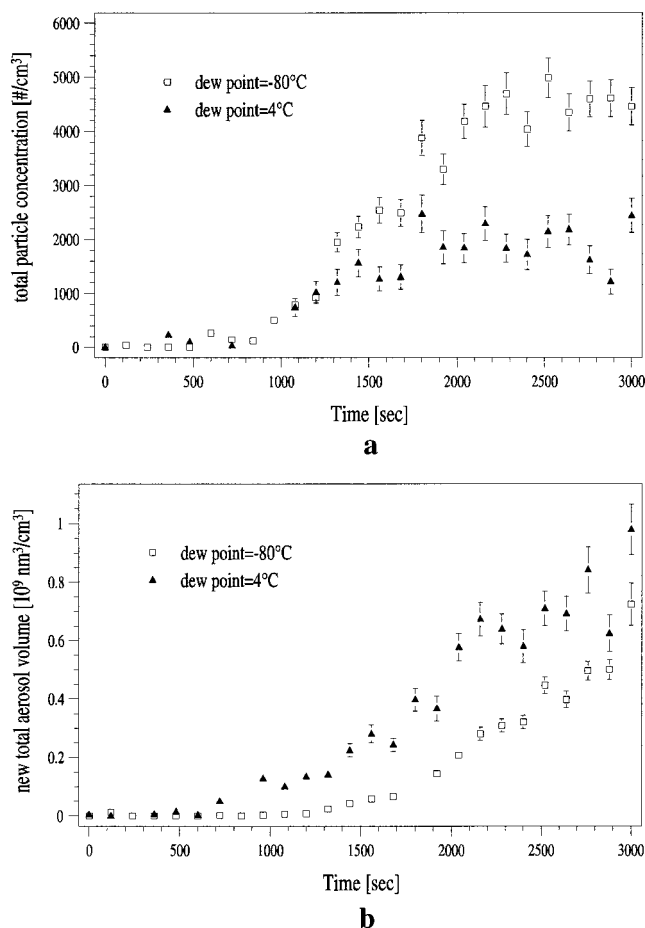 6000
5000
4000
3000
2000
1000
0
total particle concentration [#/cm³]
dew point=-80°C
dew point=4°C
0 500 1000 1500 2000 2500 3000
Time [sec]
a
1
0.8
0.6
0.4
0.2
0
new total aerosol volume [10⁹ nm³/cm³]
dew point=-80°C
dew point=4°C
0 500 1000 1500 2000 2500 3000
Time [sec]
b